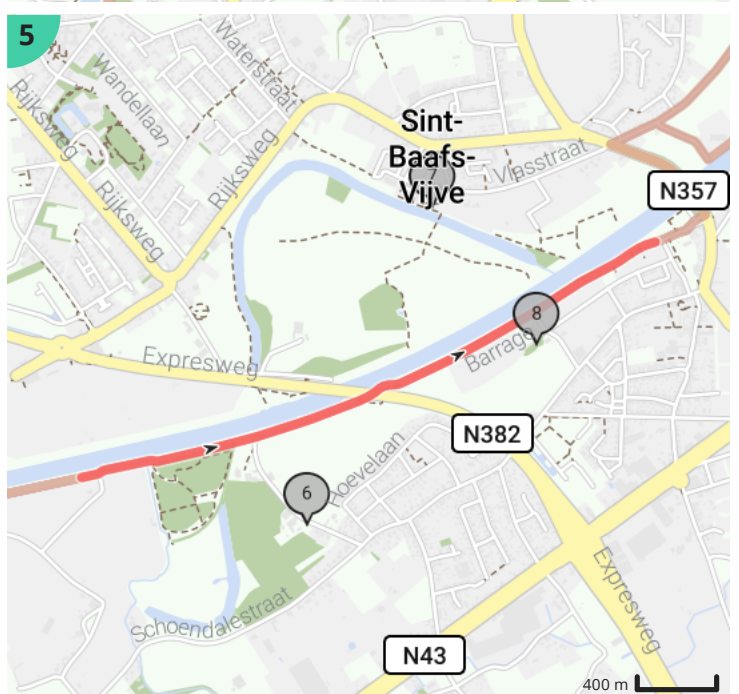 5
Waterstraat
Wandellaan
Rijksweg
Rijksweg
Rijksweg
Sint-
Baafs-
Vijve
7
Vlasstraat
N357
8
Barrage
Expresweg
N382
Hoevelaan
6
Schoendalestraat
Expresweg
N43
400 m